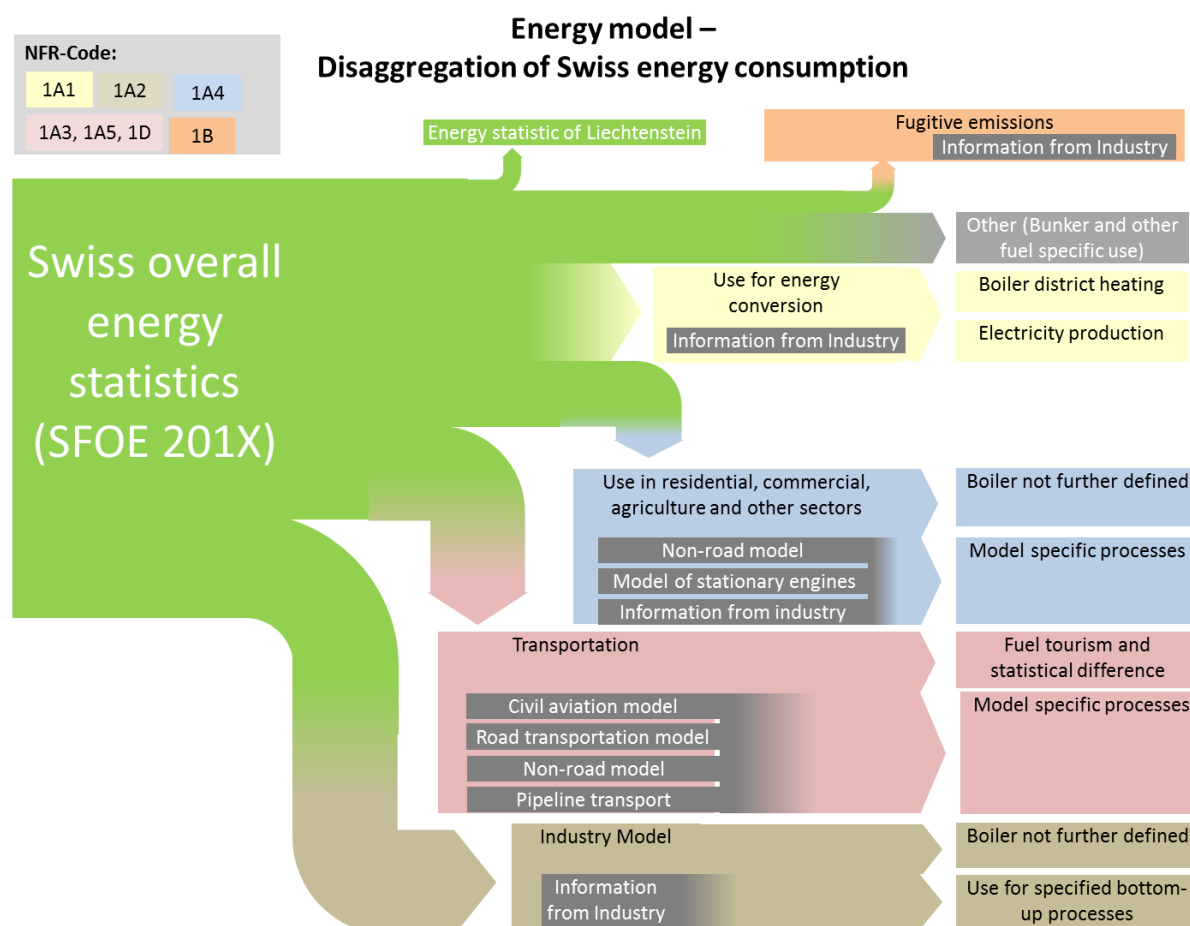 Energy model –
Disaggregation of Swiss energy consumption
NFR-Code:
1A1
1A2
1A4
1A3, 1A5, 1D
1B
Energy statistic of Liechtenstein
Fugitive emissions
Information from Industry
Swiss overall
energy
statistics
(SFOE 201X)
Other (Bunker and other
fuel specific use)
Use for energy
conversion
Information from Industry
Boiler district heating
Electricity production
Use in residential, commercial,
agriculture and other sectors
Non-road model
Model of stationary engines
Information from industry
Boiler not further defined
Model specific processes
Transportation
Civil aviation model
Road transportation model
Non-road model
Pipeline transport
Fuel tourism and
statistical difference
Model specific processes
Industry Model
Information
from Industry
Boiler not further defined
Use for specified bottom-
up processes